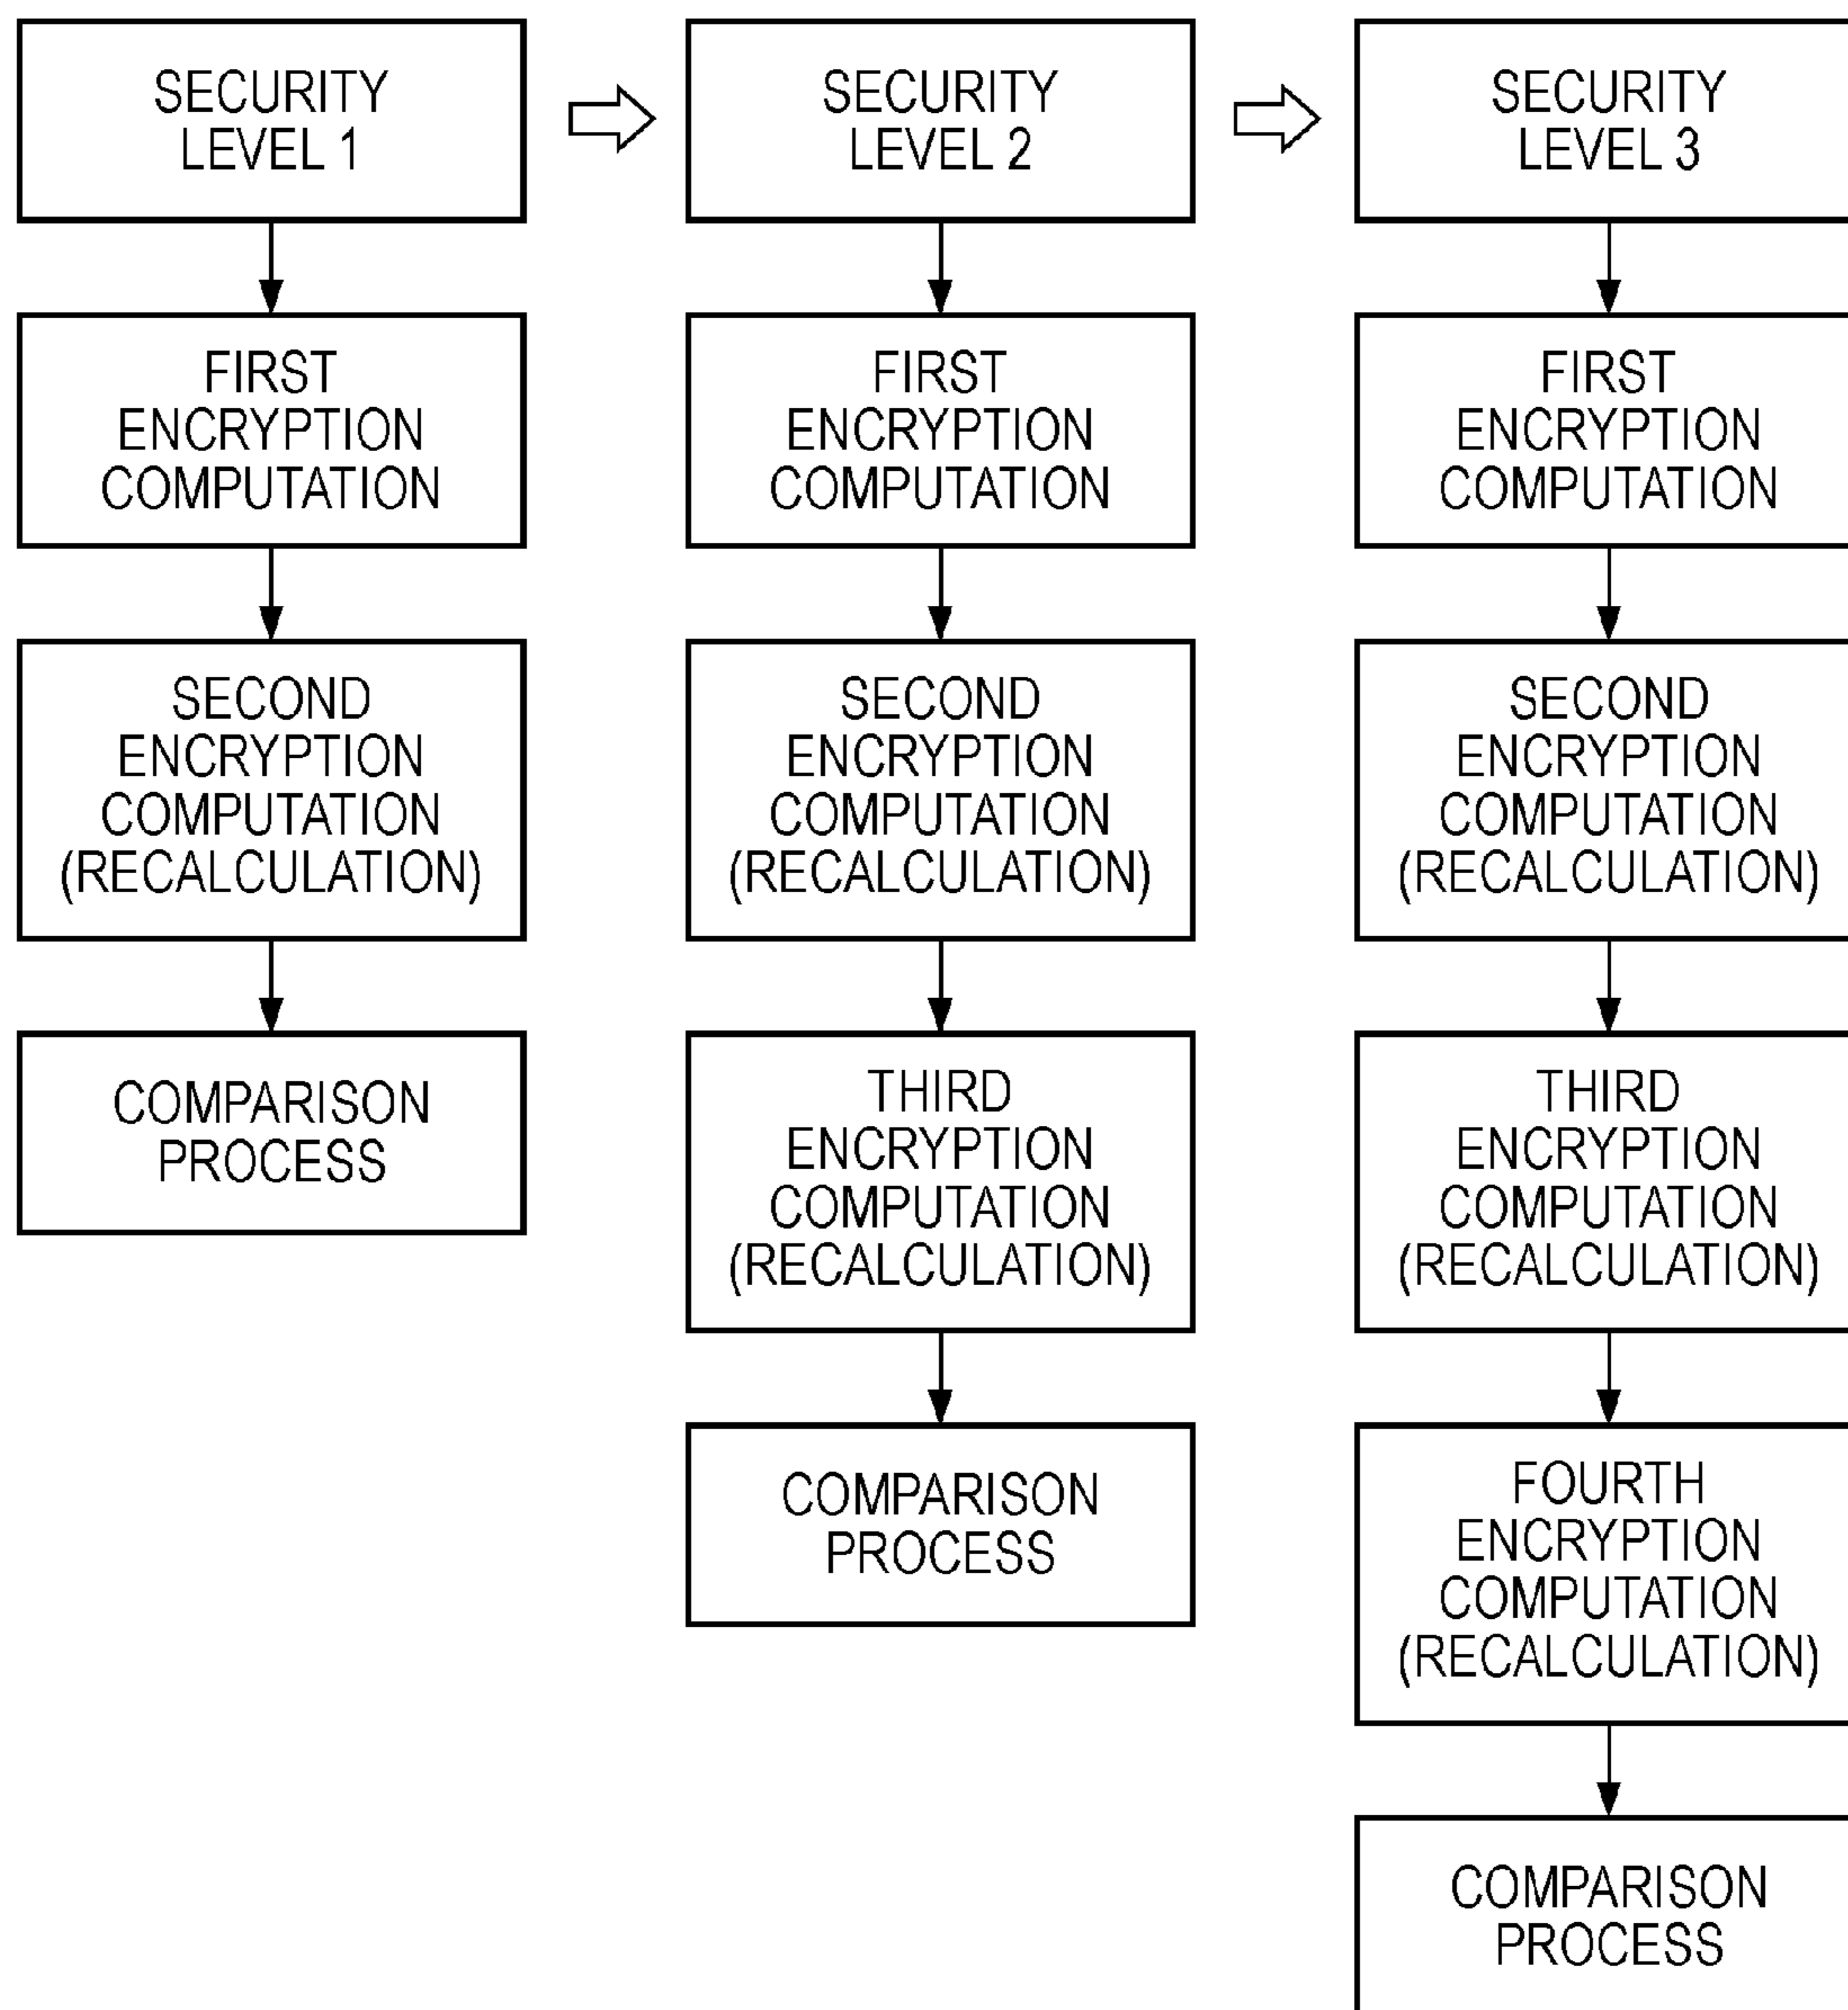 SECURITY
LEVEL 1
FIRST
ENCRYPTION
COMPUTATION
SECOND
ENCRYPTION
COMPUTATION
(RECALCULATION)
COMPARISON
PROCESS
SECURITY
LEVEL 2
FIRST
ENCRYPTION
COMPUTATION
SECOND
ENCRYPTION
COMPUTATION
(RECALCULATION)
THIRD
ENCRYPTION
COMPUTATION
(RECALCULATION)
COMPARISON
PROCESS
SECURITY
LEVEL 3
FIRST
ENCRYPTION
COMPUTATION
SECOND
ENCRYPTION
COMPUTATION
(RECALCULATION)
THIRD
ENCRYPTION
COMPUTATION
(RECALCULATION)
FOURTH
ENCRYPTION
COMPUTATION
(RECALCULATION)
COMPARISON
PROCESS